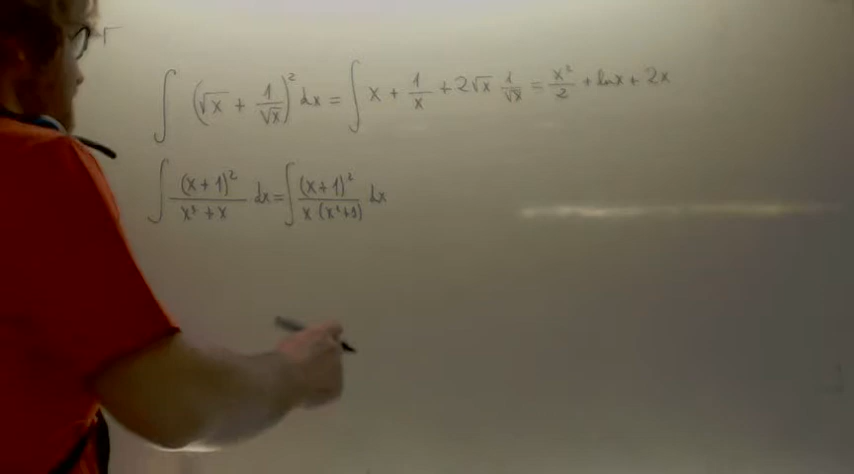 ∫ (√x + 1/√x)² dx = ∫ x + 1/x + 2√x 1/√x = x²/2 + ln x + 2x
∫ (x+1)²/(x³+x) dx = ∫ (x+1)²/(x(x²+1)) dx